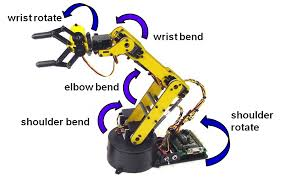 wrist rotate
wrist bend
elbow bend
shoulder bend
shoulder
rotate